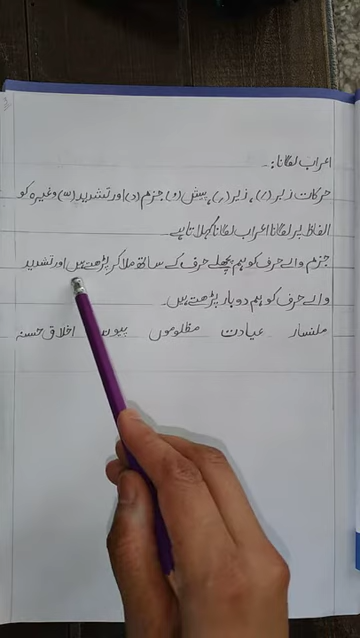 اعراب لگانا:۔
حرکات زبر(َ)، زیر(ِ)، پیش(ُ) جزم(ْ) اور تشدید(ّ) وغیرہ کو
الفاظ پر لگانا اعراب لگانا کہلاتا ہے۔
جزم والے حرف کو ہم پچھلے حرف کے ساتھ ملا کر پڑھتے ہیں اور تشدید
والے حرف کو ہم دو بار پڑھتے ہیں۔
ملنسار عیادت مظلوموں اخلاق حسنہ